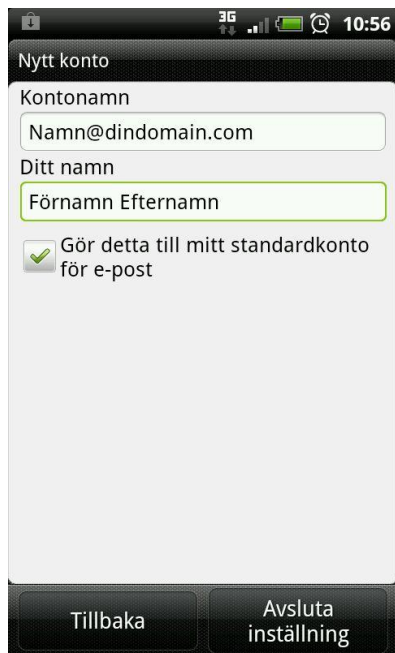 3G 10:56
Nytt konto
Kontonamn
Namn@dindomain.com
Ditt namn
Förnamn Efternamn
Gör detta till mitt standardkonto
för e-post
Tillbaka
Avsluta
inställning